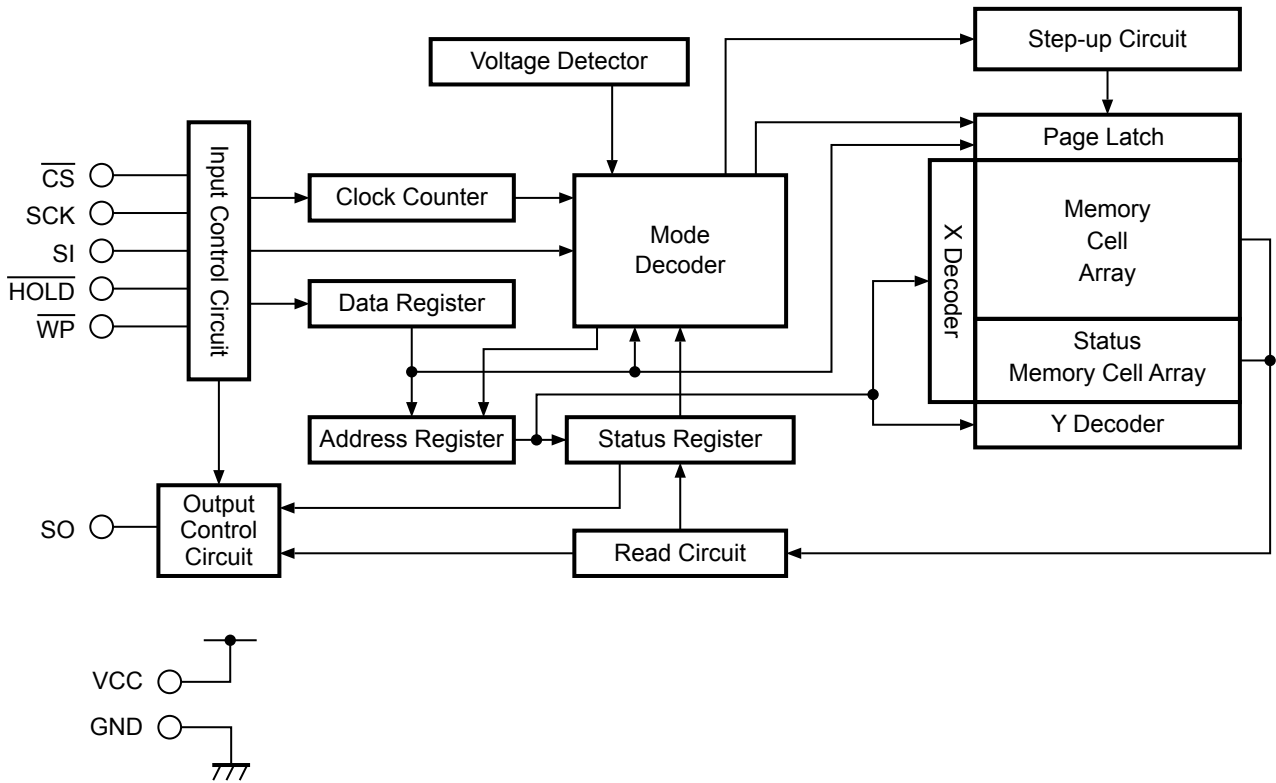 Step-up Circuit
Voltage Detector
Page Latch
Input Control Circuit
CS
SCK
SI
HOLD
WP
Clock Counter
Mode
Decoder
Data Register
X Decoder
Memory
Cell
Array
Status
Memory Cell Array
Y Decoder
Address Register
Status Register
SO
Output
Control
Circuit
Read Circuit
VCC
GND